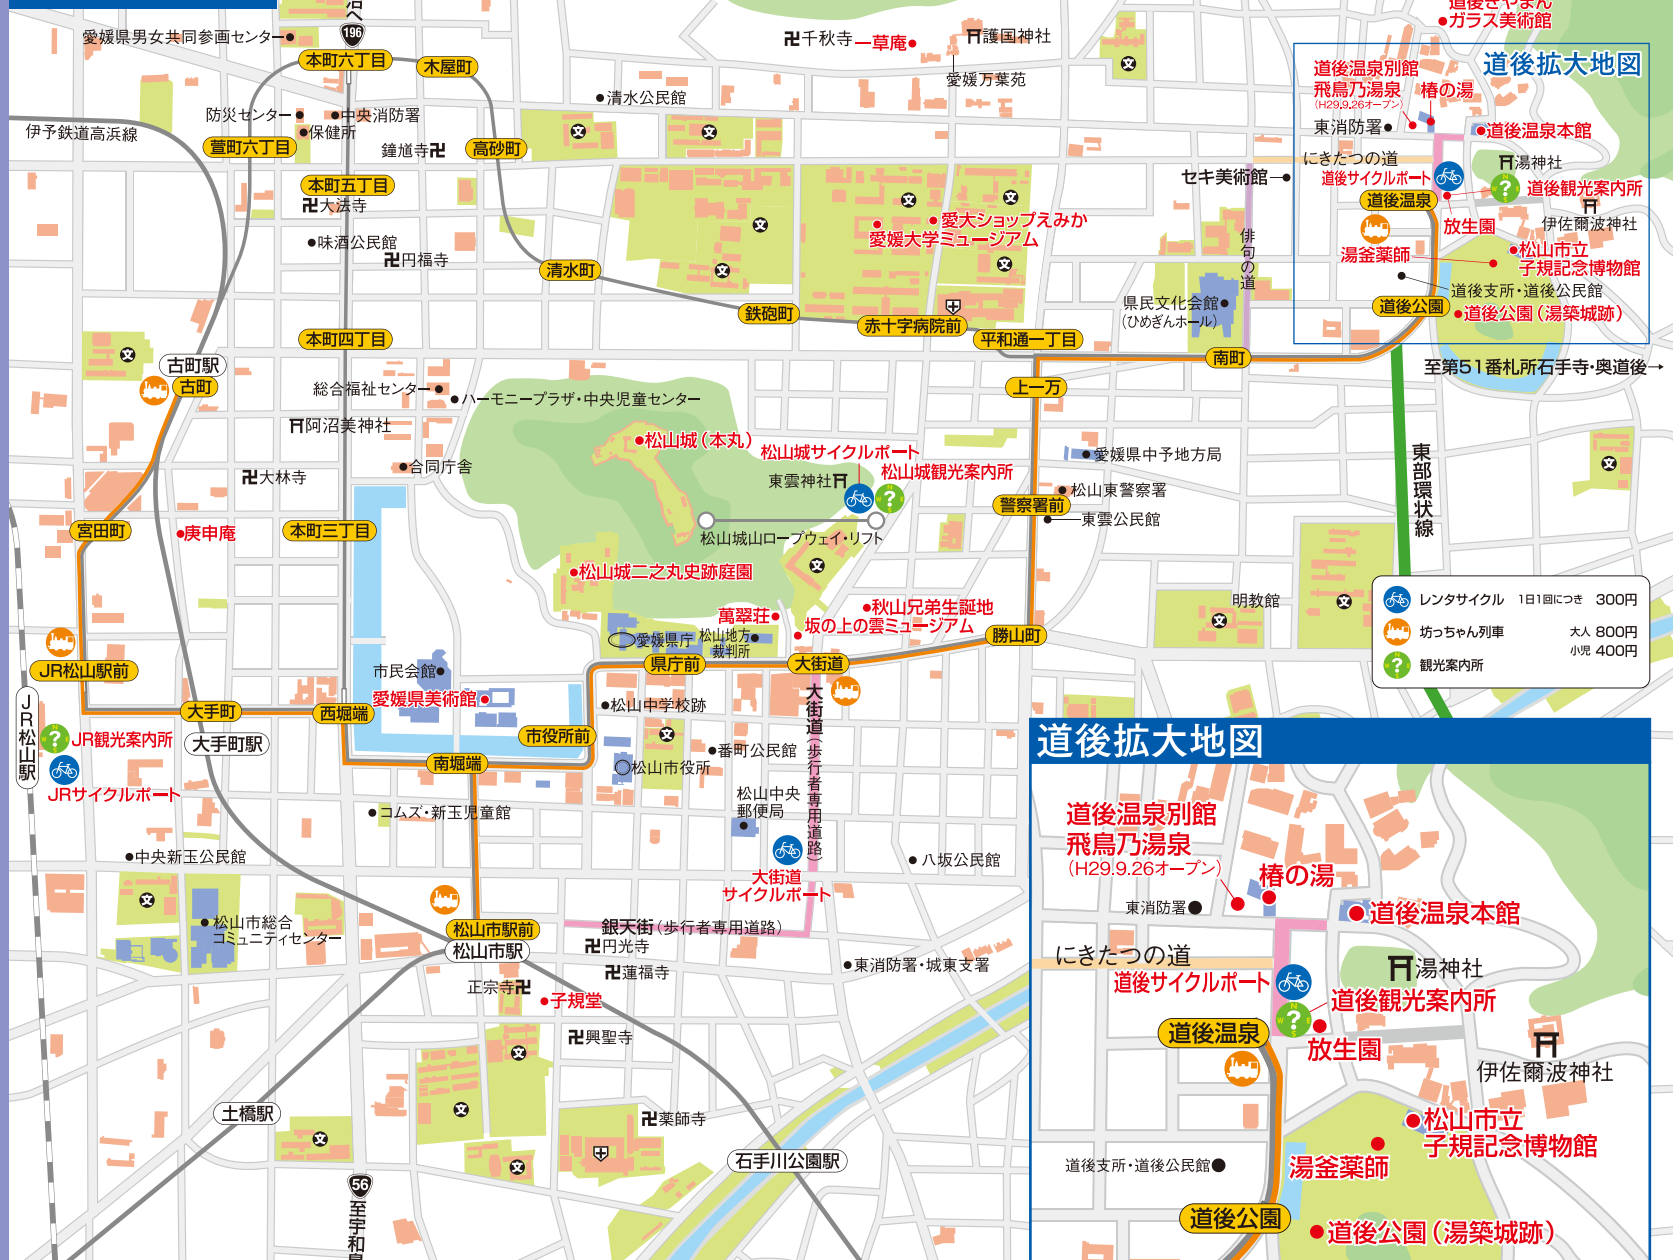 愛媛県男女共同参画センター
治へ
196
本町六丁目
木屋町
卍千秋寺
一草庵
護国神社
愛媛万葉苑
ガラス美術館
道後拡大地図
道後温泉別館
飛鳥乃湯泉
(H29.9.26オープン)
椿の湯
東消防署
道後温泉本館
にきたつの道
湯神社
道後サイクルポート
道後観光案内所
道後温泉
伊佐爾波神社
放生園
湯釜薬師
松山市立
子規記念博物館
道後支所・道後公民館
道後公園
道後公園(湯築城跡)
至第51番札所石手寺・奥道後→
防災センター
中央消防署
保健所
清水公民館
伊予鉄道高浜線
萱町六丁目
鐘道寺卍
高砂町
本町五丁目
卍大法寺
味酒公民館
卍円福寺
清水町
セキ美術館
愛大ショップえみか
愛媛大学ミュージアム
俳句の道
鉄砲町
赤十字病院前
平和通一丁目
県民文化会館
(ひめぎんホール)
南町
本町四丁目
古町駅
古町
上一万
総合福祉センター
ハーモニープラザ・中央児童センター
阿沼美神社
合同庁舎
卍大林寺
松山城(本丸)
松山城サイクルポート
松山城観光案内所
東雲神社
愛媛県中予地方局
松山東警察署
警察署前
東雲公民館
東部環状線
宮田町
庚申庵
本町三丁目
松山城山ロープウェイ・リフト
松山城二之丸史跡庭園
萬翠荘
秋山兄弟生誕地
坂の上の雲ミュージアム
明教館
レンタサイクル 1日1回につき 300円
坊っちゃん列車 大人 800円
小児 400円
観光案内所
愛媛県庁
松山地方
裁判所
勝山町
JR松山駅前
市民会館
県庁前
大街道
愛媛県美術館
JR松山駅
大手町
西堀端
大手町駅
JR観光案内所
JRサイクルポート
市役所前
松山中学校跡
大街道(歩行者専用道路)
番町公民館
南堀端
松山市役所
松山中央
郵便局
コムズ・新玉児童館
中央新玉公民館
大街道
サイクルポート
八坂公民館
松山市総合
コミュニティセンター
松山市駅前
松山市駅
銀天街(歩行者専用道路)
卍円光寺
卍蓮福寺
東消防署・城東支署
正宗寺卍
子規堂
卍興聖寺
土橋駅
卍薬師寺
石手川公園駅
56
至宇和
道後拡大地図
道後温泉別館
飛鳥乃湯泉
(H29.9.26オープン)
椿の湯
東消防署
道後温泉本館
にきたつの道
湯神社
道後サイクルポート
道後観光案内所
道後温泉
放生園
伊佐爾波神社
松山市立
子規記念博物館
道後支所・道後公民館
湯釜薬師
道後公園
道後公園(湯築城跡)